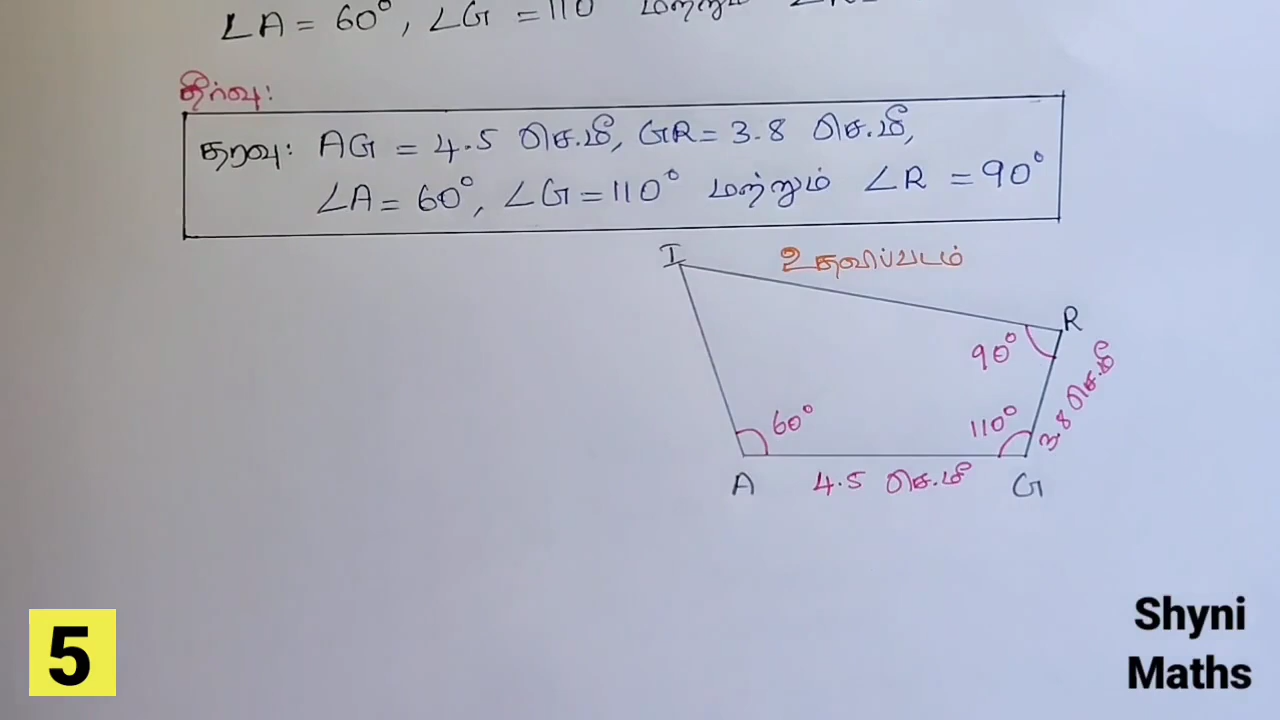 ∠A = 60°, ∠G = 110 மற்றும்
தீர்வு:
தரவு: AG = 4.5 செ.மீ, GR = 3.8 செ.மீ,
∠A = 60°, ∠G = 110° மற்றும் ∠R = 90°
உதவிப்படம்
I
R
90°
3.8 செ.மீ
60°
110°
A
4.5 செ.மீ
G
5
Shyni
Maths